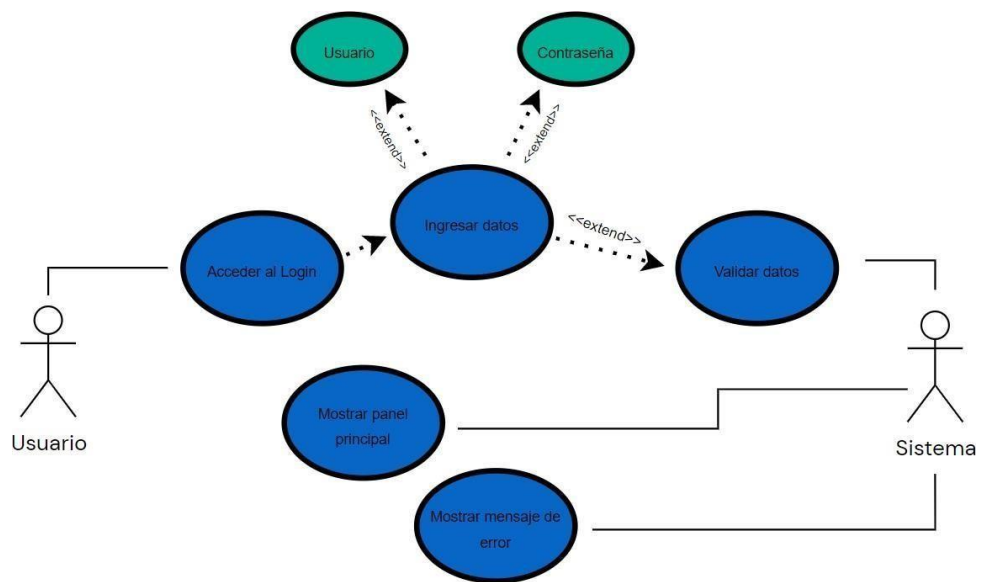 Usuario
Contraseña
<<extend>>
<<extend>>
Ingresar datos
<<extend>>
Acceder al Login
Validar datos
Mostrar panel
principal
Usuario
Sistema
Mostrar mensaje de
error